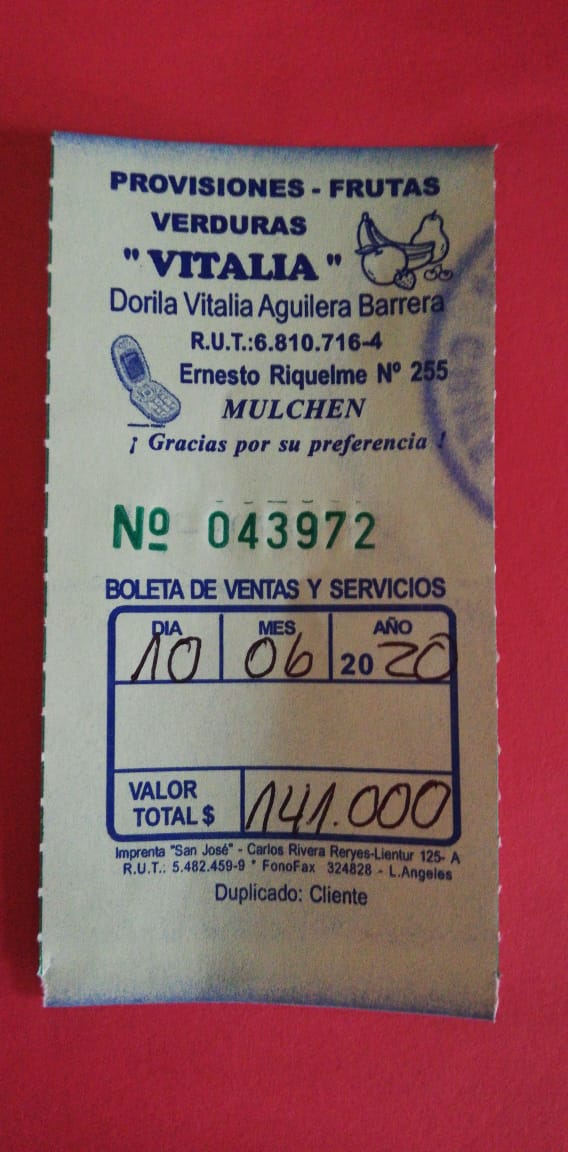 PROVISIONES - FRUTAS
VERDURAS
" VITALIA "
Dorila Vitalia Aguilera Barrera
R.U.T.:6.810.716-4
Ernesto Riquelme Nº 255
MULCHEN
¡ Gracias por su preferencia !
Nº 043972
BOLETA DE VENTAS Y SERVICIOS
DIA MES AÑO
10 06 2020
VALOR
TOTAL $ 141.000
Imprenta "San José" - Carlos Rivera Reryes-Lientur 125- A
R.U.T.: 5.482.459-9 * FonoFax 324828 - L.Angeles
Duplicado: Cliente